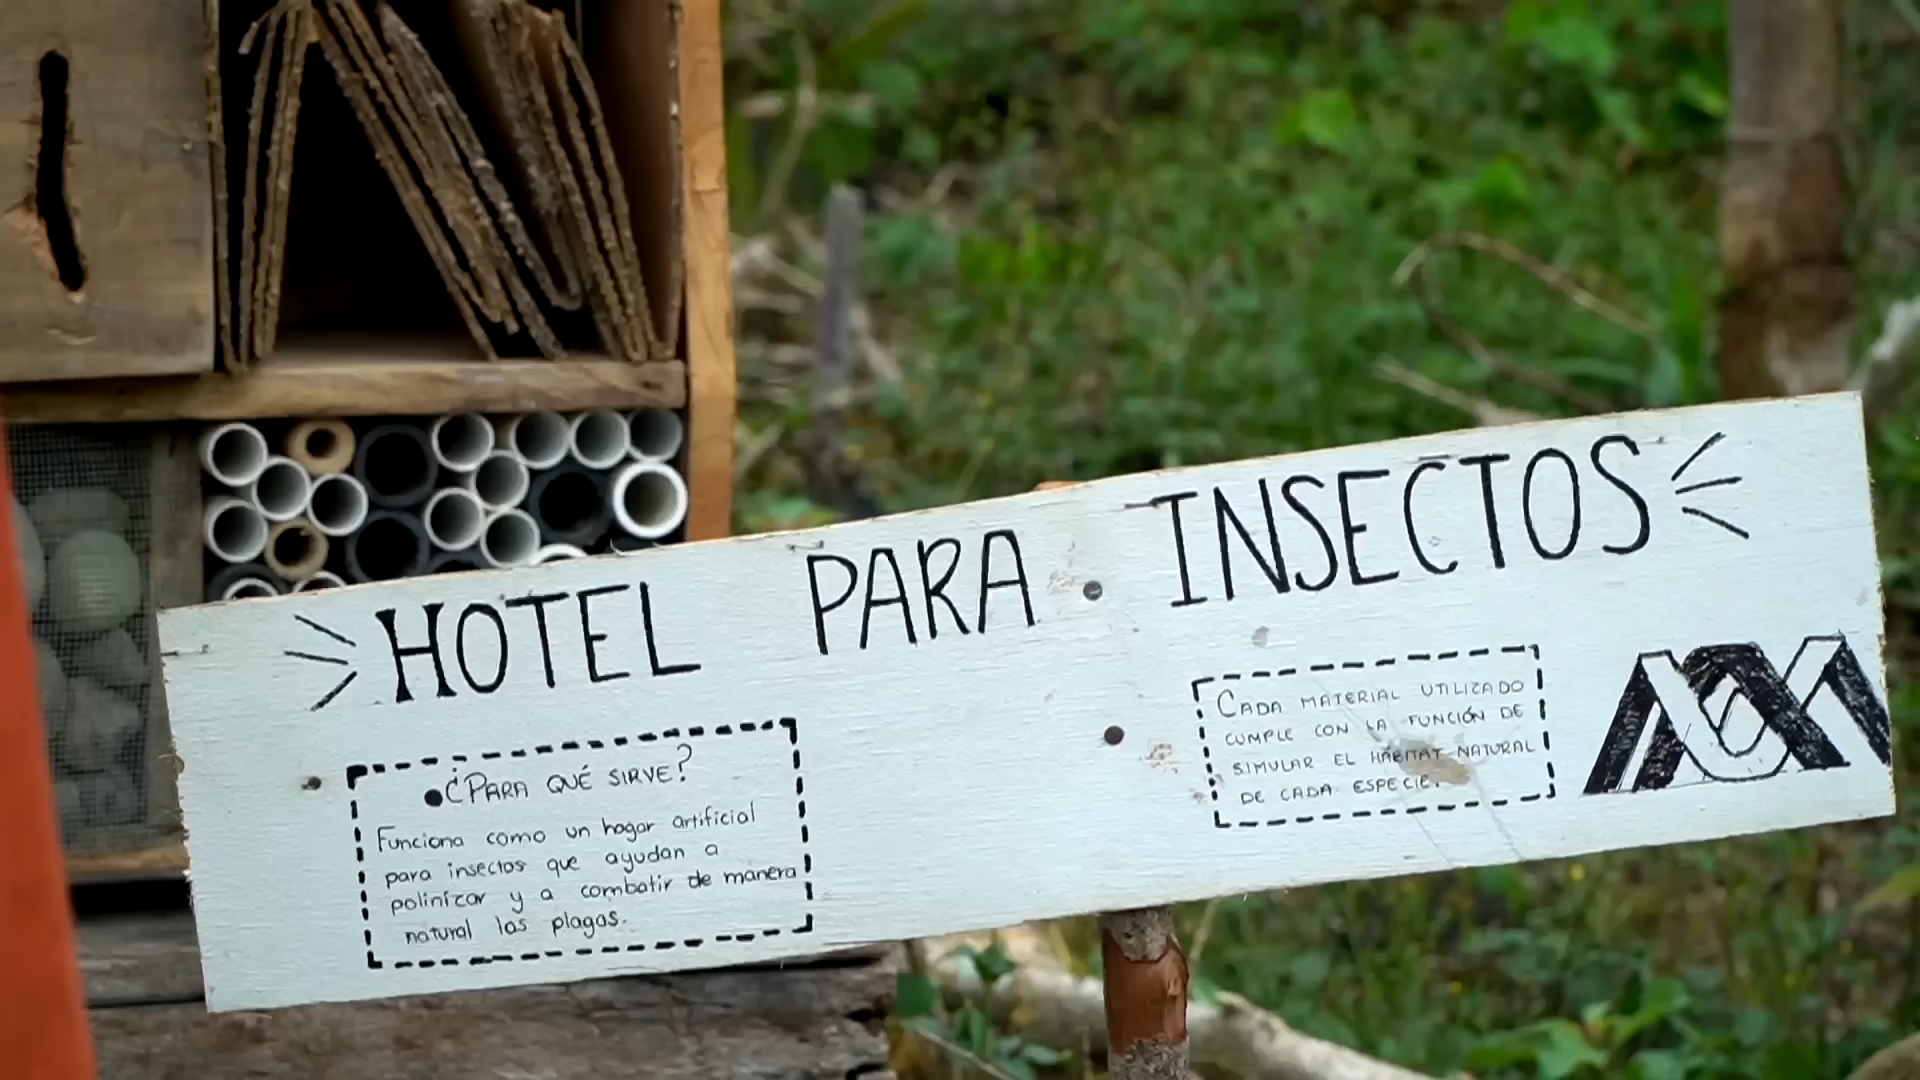 HOTEL PARA INSECTOS
¿PARA QUÉ SIRVE?
Funciona como un hogar artificial
para insectos que ayudan a
polinizar y a combatir de manera
natural las plagas.
CADA MATERIAL UTILIZADO
CUMPLE CON LA FUNCIÓN DE
SIMULAR EL HÁBITAT NATURAL
DE CADA ESPECIE.